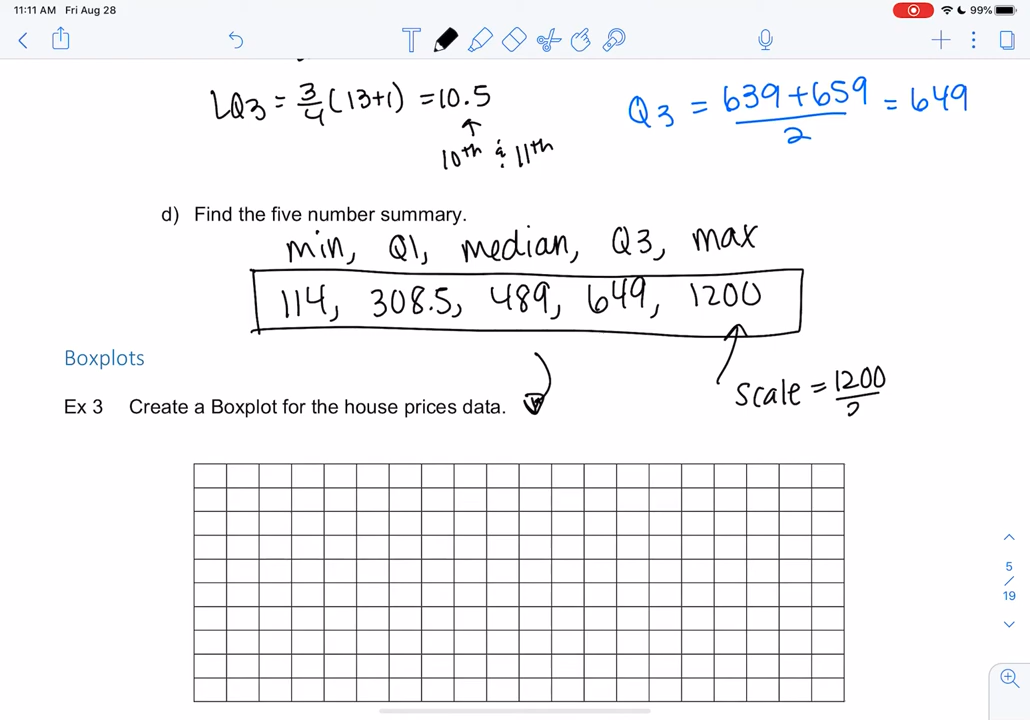 11:11 AM Fri Aug 28
99%
LQ3 = 3/4 (13+1) = 10.5
10th & 11th
Q3 = 639+659/2 = 649
d) Find the five number summary.
min, Q1, median, Q3, max
114, 308.5, 489, 649, 1200
Boxplots
scale = 1200/2
Ex 3 Create a Boxplot for the house prices data.
5
/
19